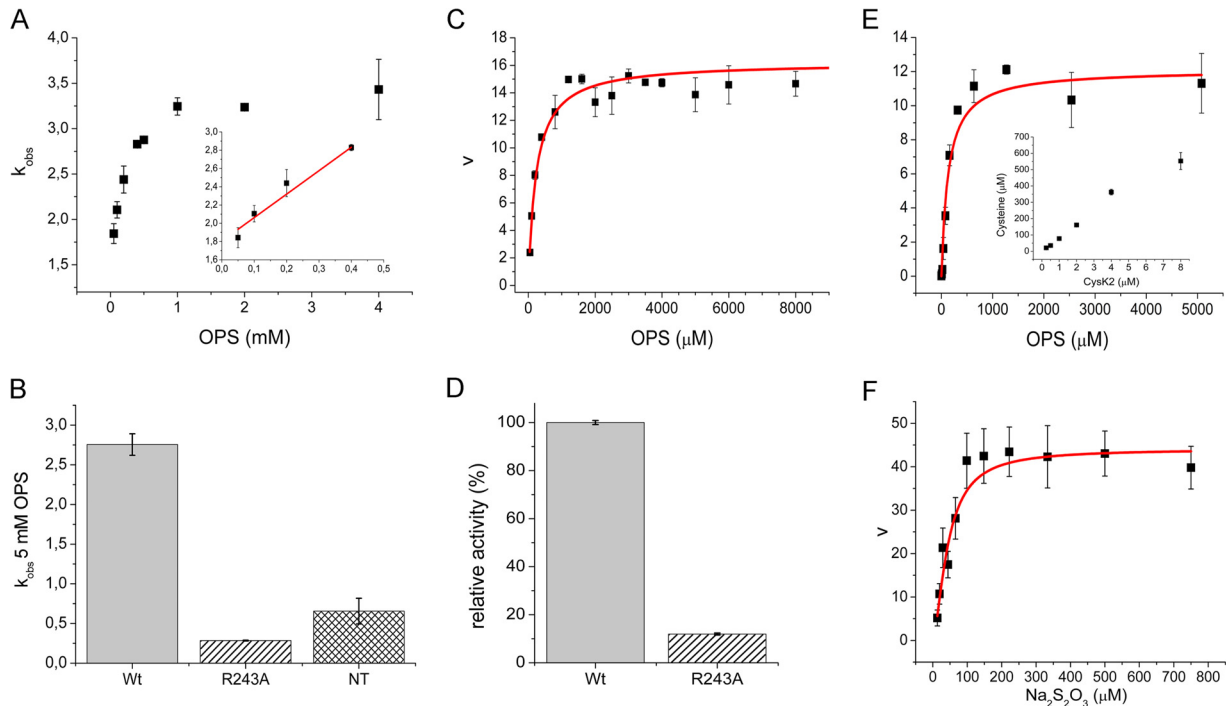 A
k_obs
3,5
3,0
2,5
2,0
1,5
0 1 2 3 4
OPS (mM)
3,0
2,8
2,6
2,4
2,2
2,0
1,8
1,6
0,0 0,1 0,2 0,3 0,4 0,5
C
v
18
16
14
12
10
8
6
4
2
0
0 2000 4000 6000 8000
OPS (μM)
E
14
12
10
8
6
4
2
0
0 1000 2000 3000 4000 5000
OPS (μM)
Cysteine (μM)
700
600
500
400
300
200
100
0
0 1 2 3 4 5 6 7 8
CysK2 (μM)
B
k_obs 5 mM OPS
3,0
2,5
2,0
1,5
1,0
0,5
0,0
Wt R243A NT
D
relative activity (%)
100
80
60
40
20
0
Wt R243A
F
v
50
40
30
20
10
0
0 100 200 300 400 500 600 700 800
Na₂S₂O₃ (μM)